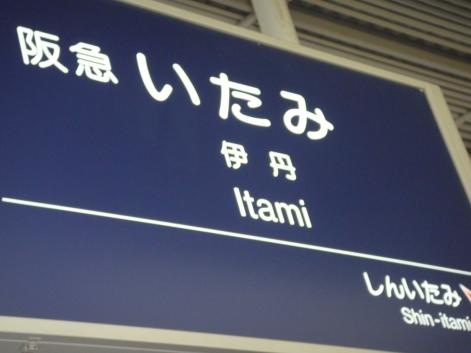 阪急 いたみ
伊丹
Itami
しんいたみ
Shin-itami